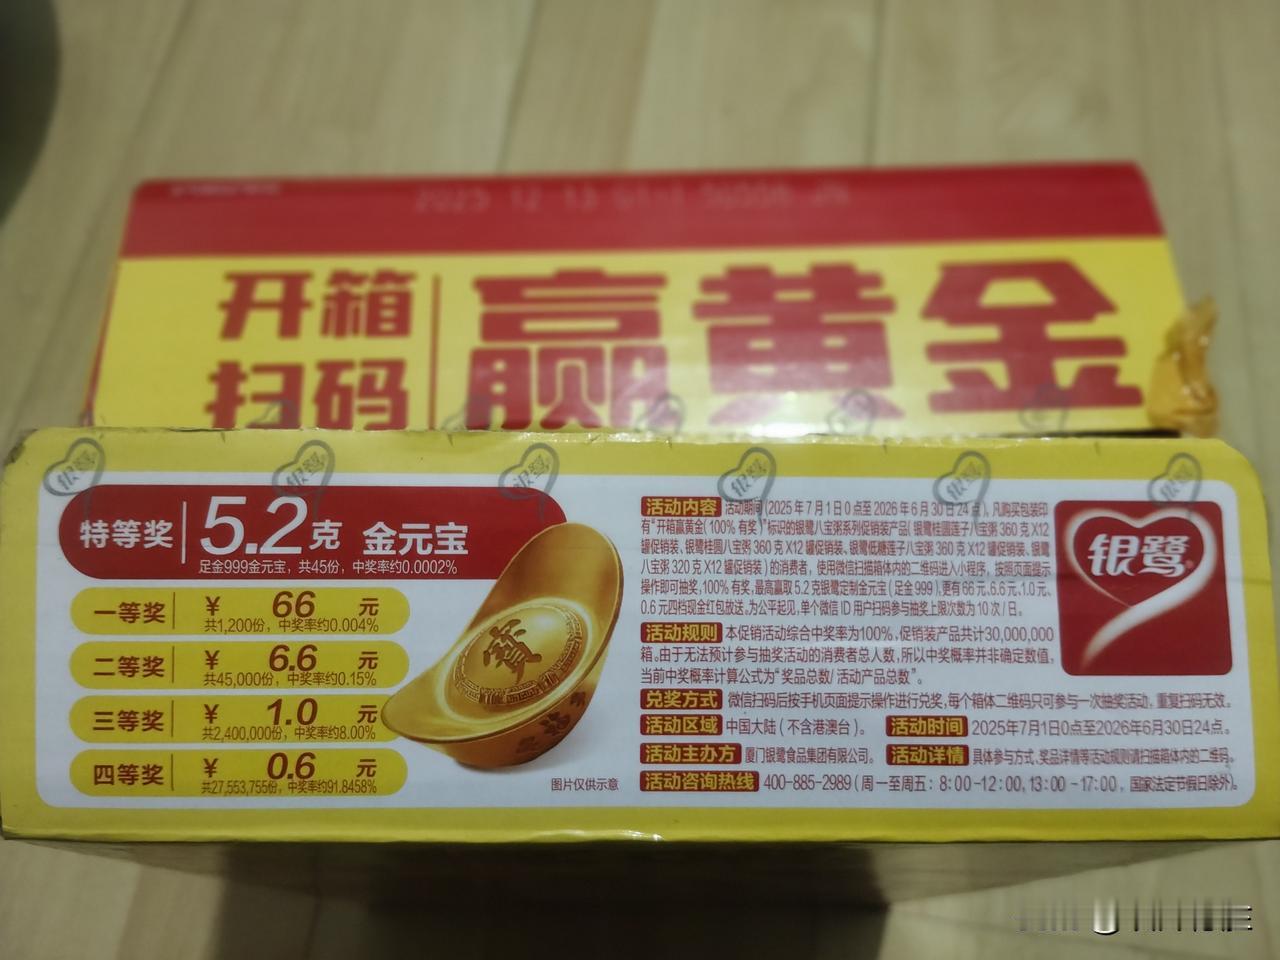 2025 12 13
开箱
扫码
赢黄金
银鹭 银鹭 银鹭 银鹭 银鹭 银鹭
特等奖 5.2克 金元宝
足金999金元宝，共45份，中奖率约0.0002%
一等奖 ¥ 66 元
共1,200份，中奖率约0.004%
二等奖 ¥ 6.6 元
共45,000份，中奖率约0.15%
三等奖 ¥ 1.0 元
共2,400,000份，中奖率约8.00%
四等奖 ¥ 0.6 元
共27,553,755份，中奖率约91.8458%
寶
图片仅供示意
活动内容 活动期间(2025年7月1日0点至2026年6月30日24点)，凡购买包装印
有“开箱赢黄金(100%有奖)”标识的银鹭八宝粥系列促销装产品(银鹭桂圆莲子八宝粥360克X12
罐促销装、银鹭桂圆八宝粥360克X12罐促销装、银鹭低糖莲子八宝粥360克X12罐促销装、银鹭
八宝粥320克X12罐促销装)的消费者，使用微信扫描箱体内的二维码进入小程序，按照页面提示
操作即可抽奖，100%有奖，最高赢取5.2克银鹭定制金元宝(足金999)，更有66元、6.6元、1.0元、
0.6元四档现金红包放送。为公平起见，单个微信ID用户扫码参与抽奖上限次数为10次/日。
活动规则 本促销活动综合中奖率为100%，促销装产品共计30,000,000
箱。由于无法预计参与抽奖活动的消费者总人数，所以中奖概率并非确定数值，
当前中奖概率计算公式为“奖品总数/活动产品总数”。
兑奖方式 微信扫码后按手机页面提示操作进行兑奖，每个箱体二维码只可参与一次抽奖活动，重复扫码无效。
活动区域 中国大陆(不含港澳台)。 活动时间 2025年7月1日0点至2026年6月30日24点。
活动主办方 厦门银鹭食品集团有限公司。 活动详情 具体参与方式、奖品详情等活动规则请扫描箱体内的二维码。
活动咨询热线 400-885-2989(周一至周五：8:00-12:00，13:00-17:00，国家法定节假日除外)。
银鹭®